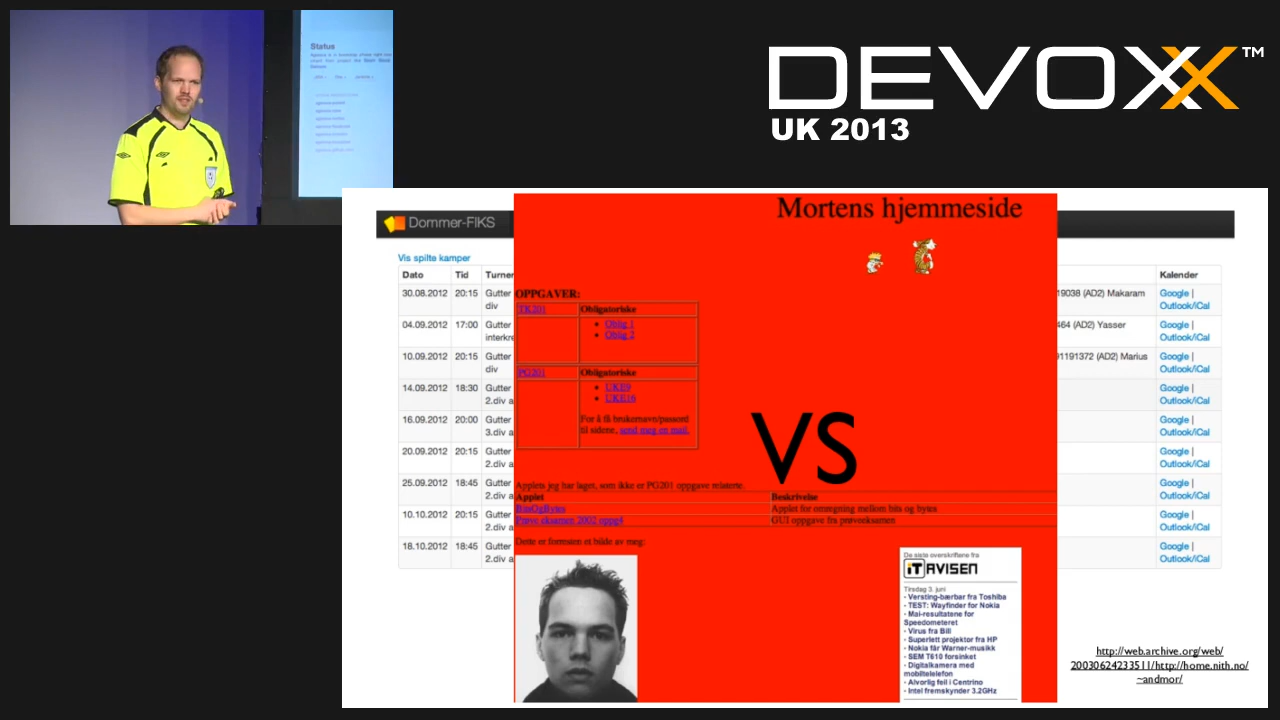 Status
DEVOXX™
UK 2013
Dommer-FIKS
Vis spilte kamper
Dato Tid Turner Kalender
30.08.2012 20:15 Gutter div 19038 (AD2) Makaram Google | Outlook/iCal
04.09.2012 17:00 Gutter interkre 464 (AD2) Yasser Google | Outlook/iCal
10.09.2012 20:15 Gutter div 01191372 (AD2) Marius Google | Outlook/iCal
14.09.2012 18:30 Gutter 2.div a Google | Outlook/iCal
16.09.2012 20:00 Gutter 3.div a Google | Outlook/iCal
20.09.2012 20:15 Gutter 2.div a Google | Outlook/iCal
25.09.2012 18:45 Gutter 2.div a Google | Outlook/iCal
10.10.2012 20:15 Gutter 2.div a Google | Outlook/iCal
18.10.2012 18:45 Gutter 2.div a Google | Outlook/iCal
Mortens hjemmeside
OPPGAVER:
TK201 Obligatoriske
Oblig 1
Oblig 2
PG201 Obligatoriske
UKE9
UKE16
For å få brukernavn/passord
til sidene, send meg en mail.
VS
Applets jeg har laget, som ikke er PG201 oppgave relaterte.
Applet Beskrivelse
BitsOgBytes Applet for omregning mellom bits og bytes
Prøve eksamen 2002 oppg4 GUI oppgave fra prøveeksamen
Dette er forresten et bilde av meg:
De siste overskriftene fra
iTAVISEN
Tirsdag 3. juni
- Versting-bærbar fra Toshiba
- TEST: Wayfinder for Nokia
- Mai-resultatene for
Speedometeret
- Virus fra Bill
- Superlett projektor fra HP
- Nokia får Warner-musikk
- SEM T610 forsinket
- Digitalkamera med
mobiltelefon
- Alvorlig feil i Centrino
- Intel fremskynder 3.2GHz
http://web.archive.org/web/
20030624233511/http://home.nith.no/
~andmor/